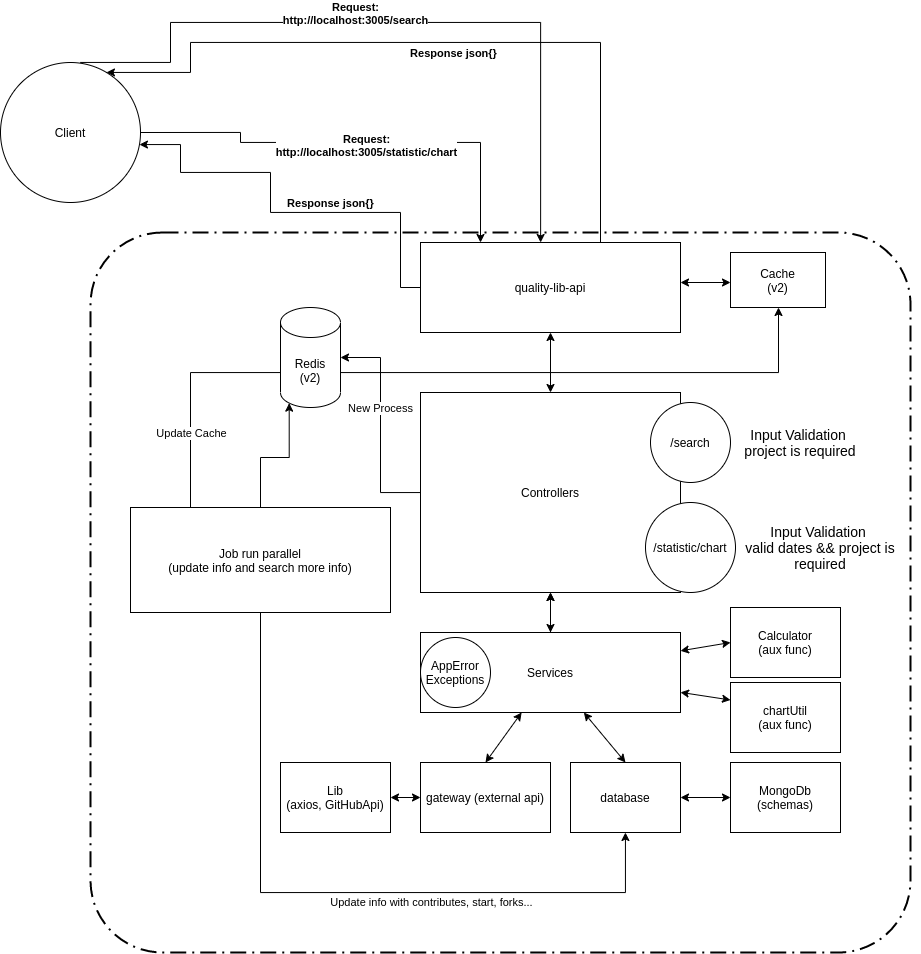 Request:
http://localhost:3005/search
Response json{}
Client
Request:
http://localhost:3005/statistic/chart
Response json{}
quality-lib-api
Cache
(v2)
Redis
(v2)
New Process
Update Cache
/search
Input Validation
project is required
Controllers
/statistic/chart
Input Validation
valid dates && project is
required
Job run parallel
(update info and search more info)
AppError
Exceptions
Services
Calculator
(aux func)
chartUtil
(aux func)
Lib
(axios, GitHubApi)
gateway (external api)
database
MongoDb
(schemas)
Update info with contributes, start, forks...